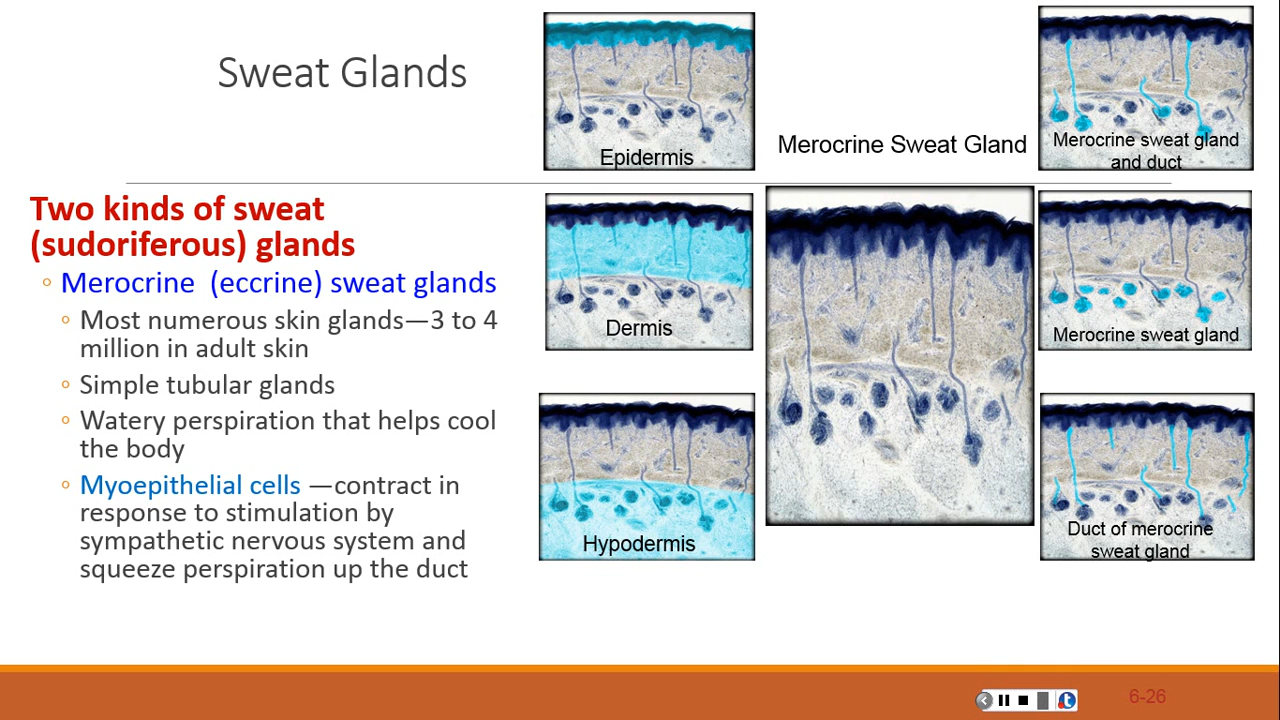 Sweat Glands
Two kinds of sweat
(sudoriferous) glands
◦ Merocrine (eccrine) sweat glands
◦ Most numerous skin glands—3 to 4
million in adult skin
◦ Simple tubular glands
◦ Watery perspiration that helps cool
the body
◦ Myoepithelial cells —contract in
response to stimulation by
sympathetic nervous system and
squeeze perspiration up the duct
Epidermis
Dermis
Hypodermis
Merocrine Sweat Gland
Merocrine sweat gland
and duct
Merocrine sweat gland
Duct of merocrine
sweat gland
t
6-26